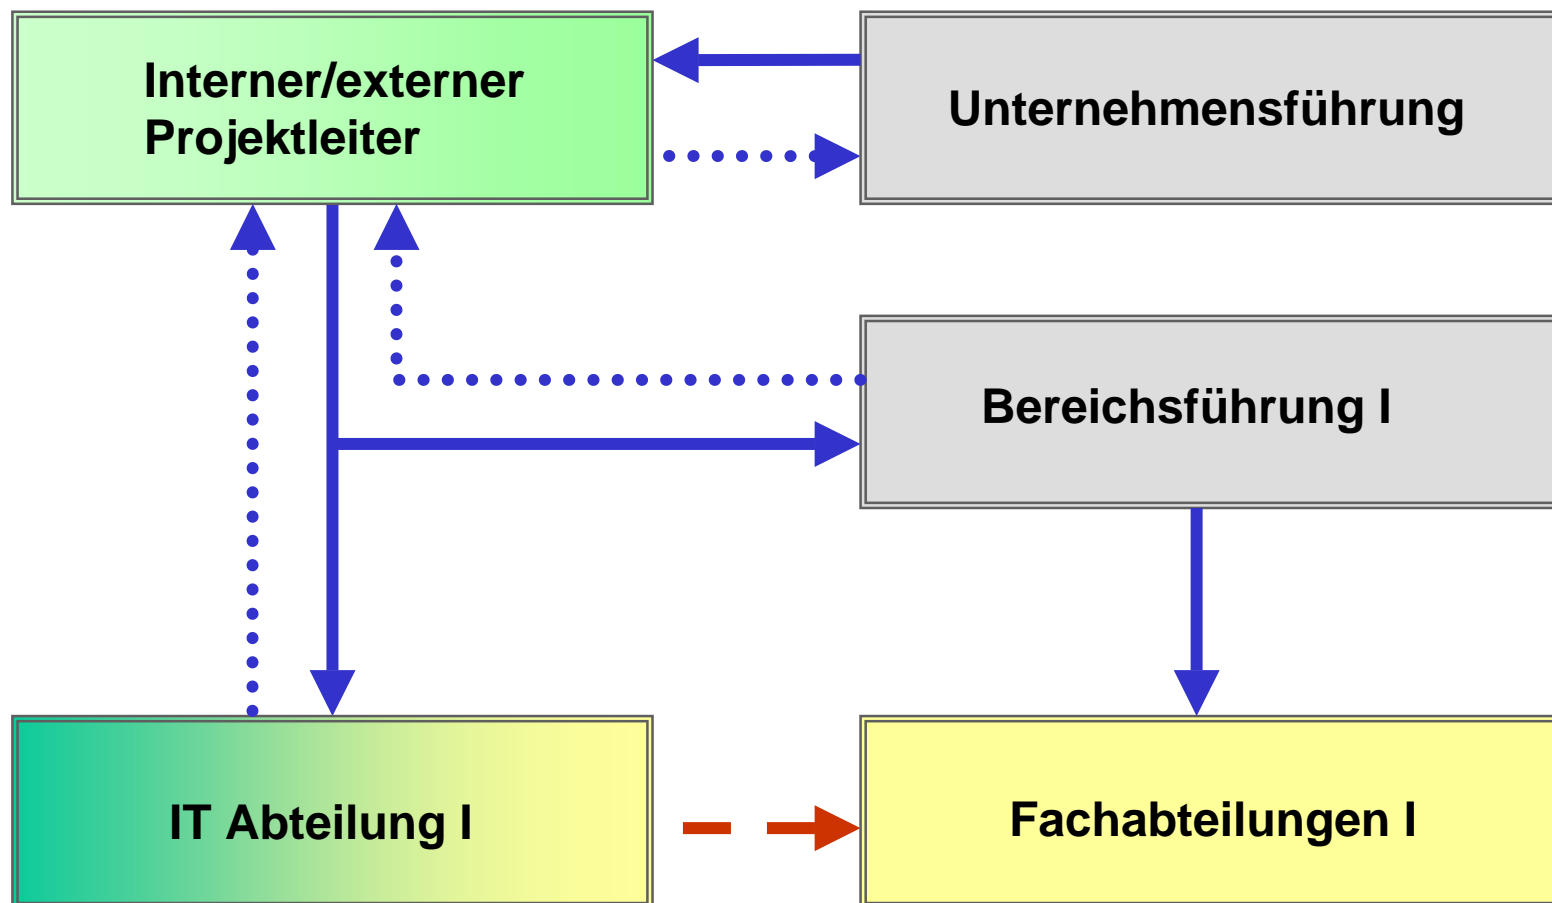 Interner/externer
Projektleiter
Unternehmensführung
Bereichsführung I
IT Abteilung I
Fachabteilungen I